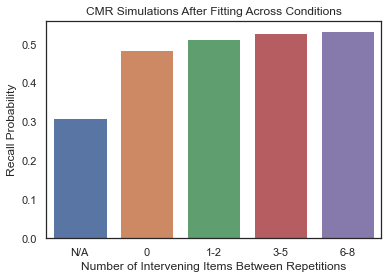 CMR Simulations After Fitting Across Conditions
Recall Probability
0.5
0.4
0.3
0.2
0.1
0.0
N/A 0 1-2 3-5 6-8
Number of Intervening Items Between Repetitions